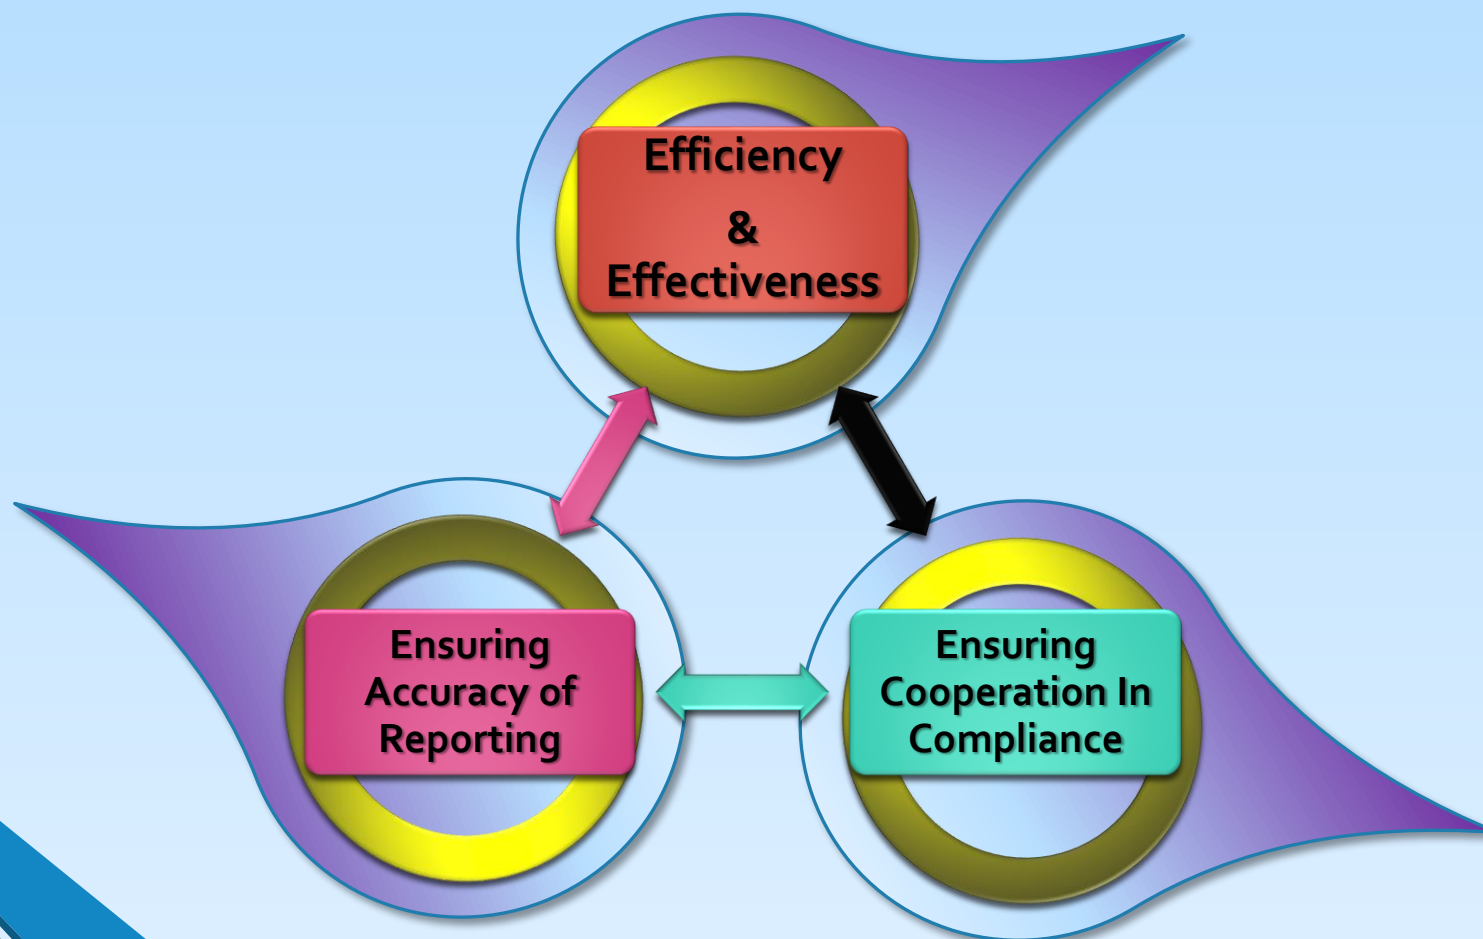 Efficiency
&
Effectiveness
Ensuring
Accuracy of
Reporting
Ensuring
Cooperation In
Compliance